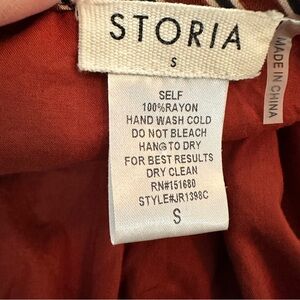 STORIA
S
MADE IN CHINA
SELF
100%RAYON
HAND WASH COLD
DO NOT BLEACH
HANG TO DRY
FOR BEST RESULTS
DRY CLEAN
RN#151680
STYLE#JR1398C
S